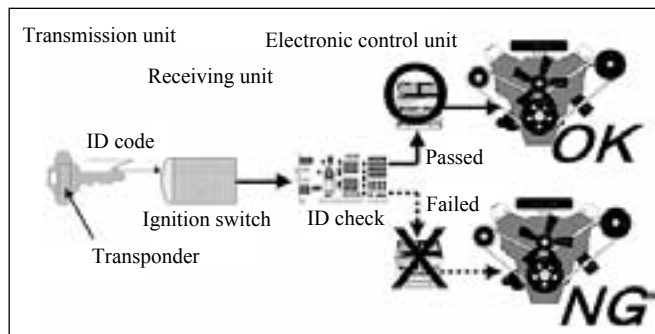 Transmission unit
Electronic control unit
Receiving unit
ID code
Passed
OK
Ignition switch
ID check
Failed
Transponder
NG